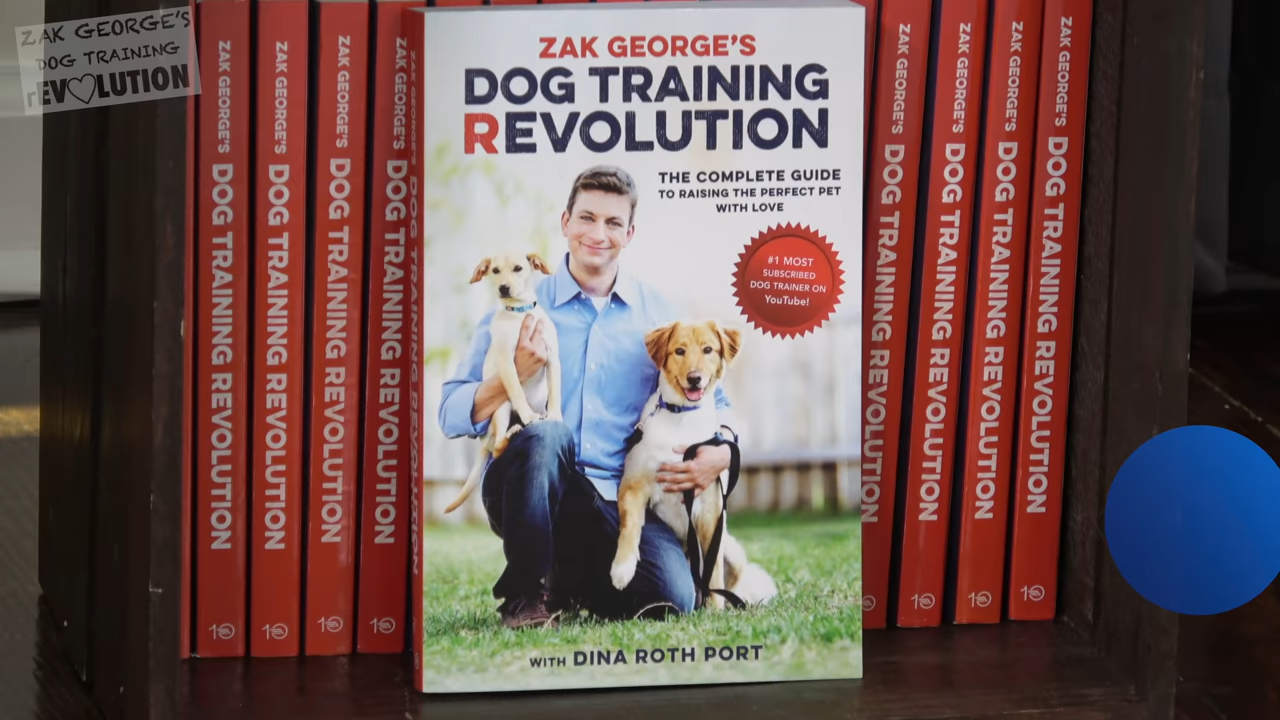 ZAK GEORGE'S
DOG TRAINING
rEV♡LUTION
ZAK GEORGE'S
DOG TRAINING
REVOLUTION
THE COMPLETE GUIDE
TO RAISING THE PERFECT PET
WITH LOVE
#1 MOST
SUBSCRIBED
DOG TRAINER ON
YouTube!
WITH DINA ROTH PORT
ZAK GEORGE'S DOG TRAINING REVOLUTION
ZAK GEORGE'S DOG TRAINING REVOLUTION
ZAK GEORGE'S DOG TRAINING REVOLUTION
ZAK GEORGE'S DOG TRAINING REVOLUTION
ZAK GEORGE'S DOG TRAINING REVOLUTION
ZAK GEORGE'S DOG TRAINING REVOLUTION
ZAK GEORGE'S DOG TRAINING REVOLUTION
ZAK GEORGE'S DOG TRAINING REVOLUTION
ZAK GEORGE'S DOG TRAINING REVOLUTION